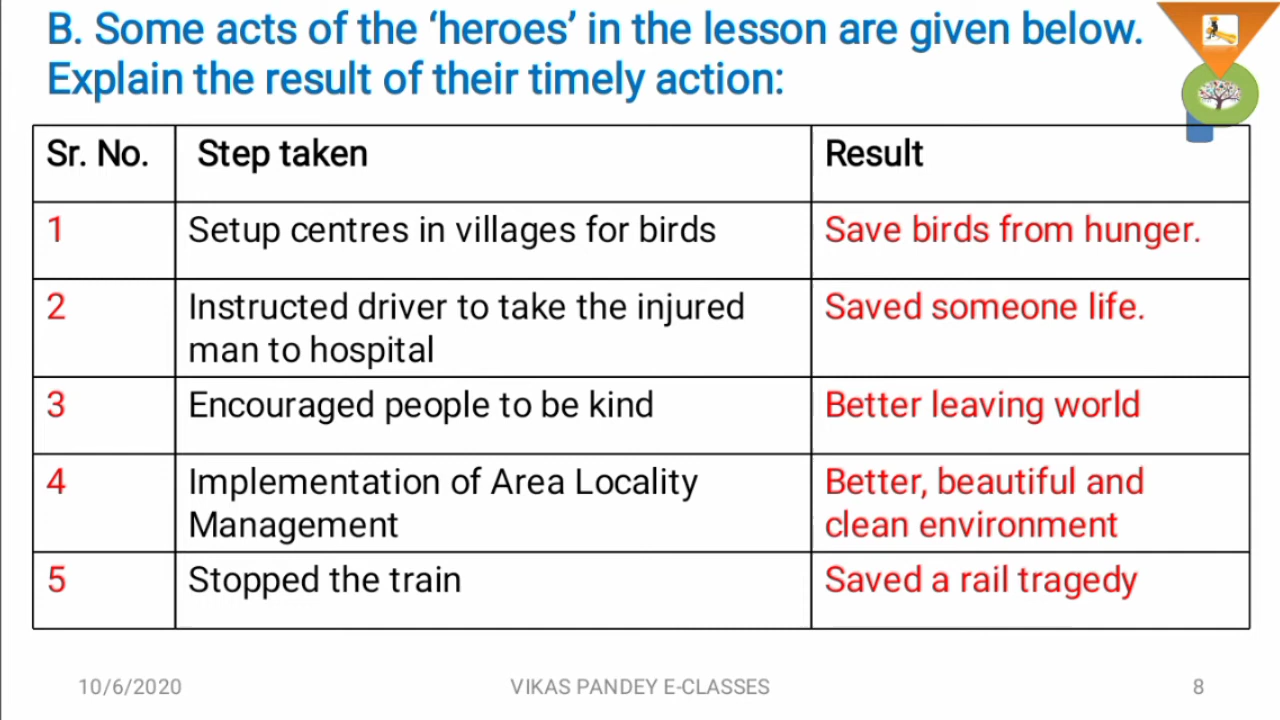 B. Some acts of the ‘heroes’ in the lesson are given below.
Explain the result of their timely action:
Sr. No. Step taken Result
1 Setup centres in villages for birds Save birds from hunger.
2 Instructed driver to take the injured Saved someone life.
man to hospital
3 Encouraged people to be kind Better leaving world
4 Implementation of Area Locality Better, beautiful and
Management clean environment
5 Stopped the train Saved a rail tragedy
10/6/2020 VIKAS PANDEY E-CLASSES 8